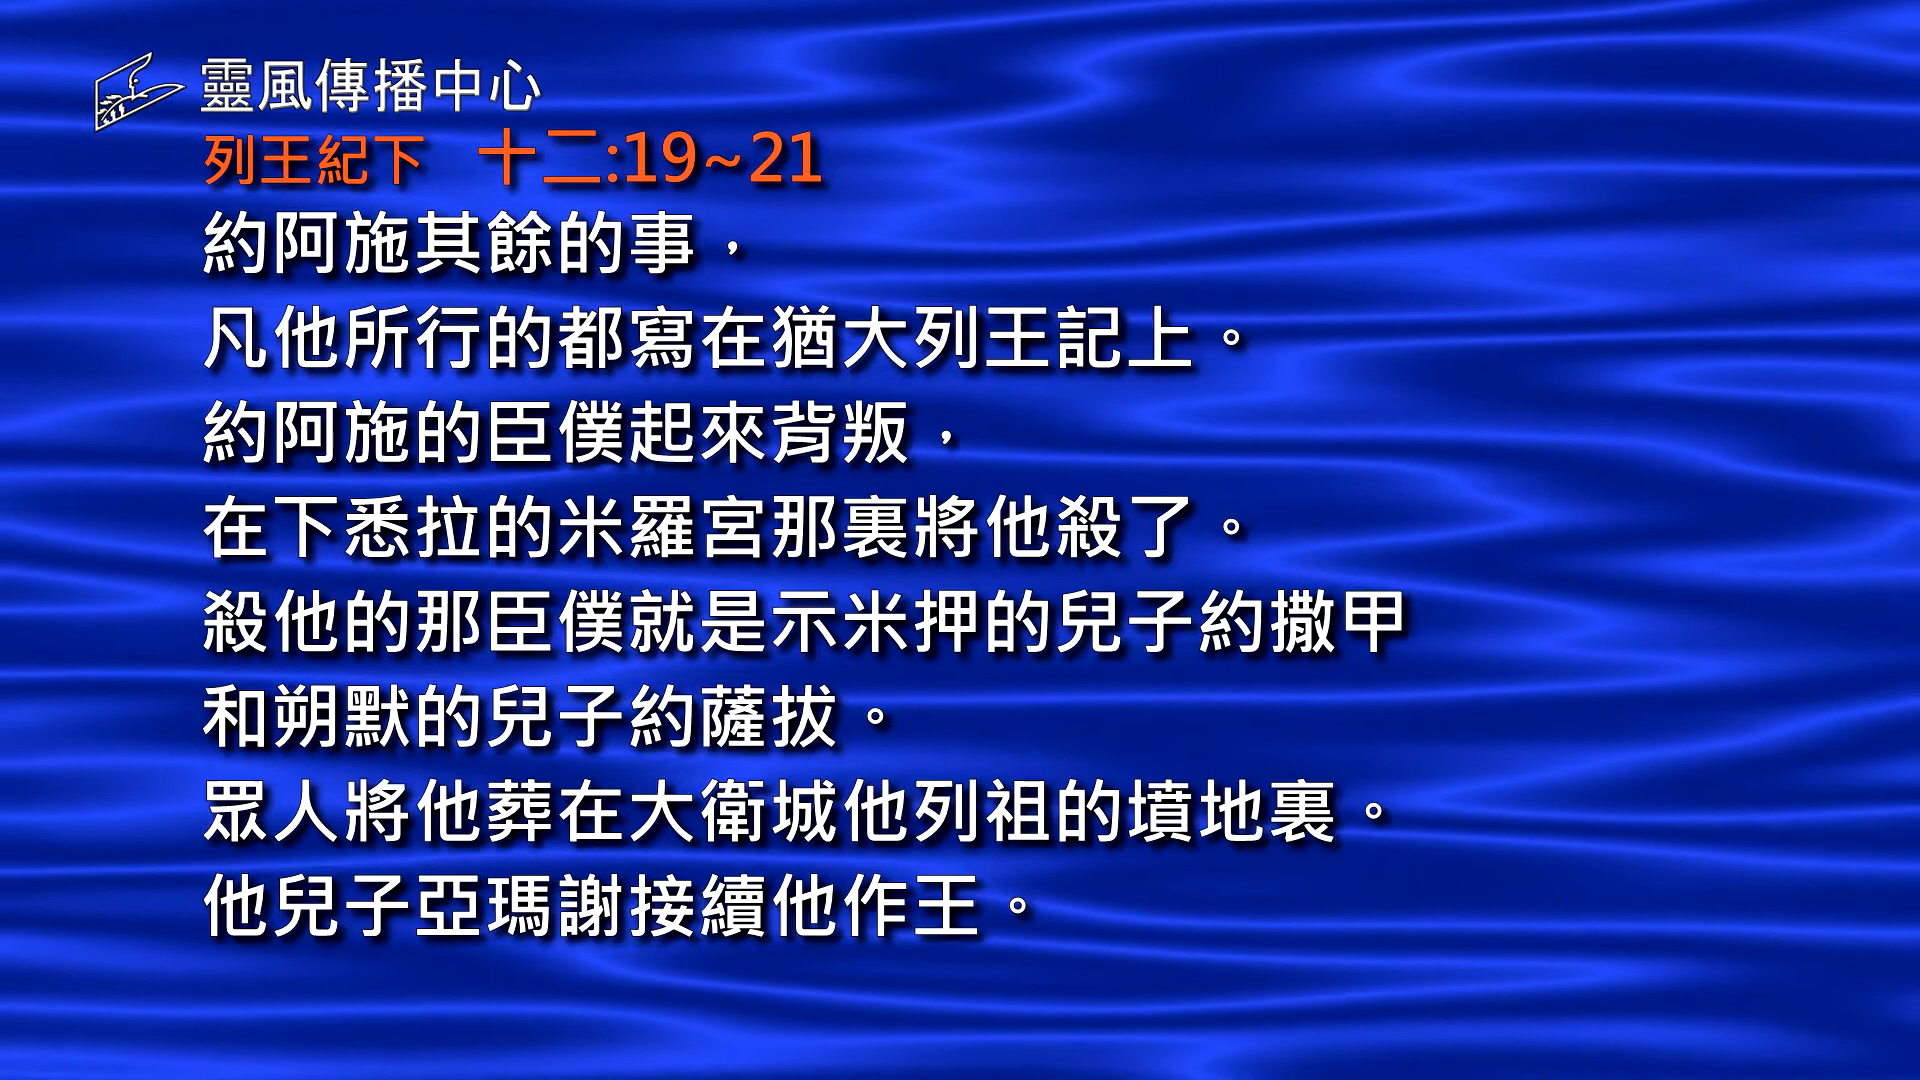 靈風傳播中心
列王紀下 十二:19~21
約阿施其餘的事，
凡他所行的都寫在猶大列王記上。
約阿施的臣僕起來背叛，
在下悉拉的米羅宮那裏將他殺了。
殺他的那臣僕就是示米押的兒子約撒甲
和朔默的兒子約薩拔。
眾人將他葬在大衛城他列祖的墳地裏。
他兒子亞瑪謝接續他作王。